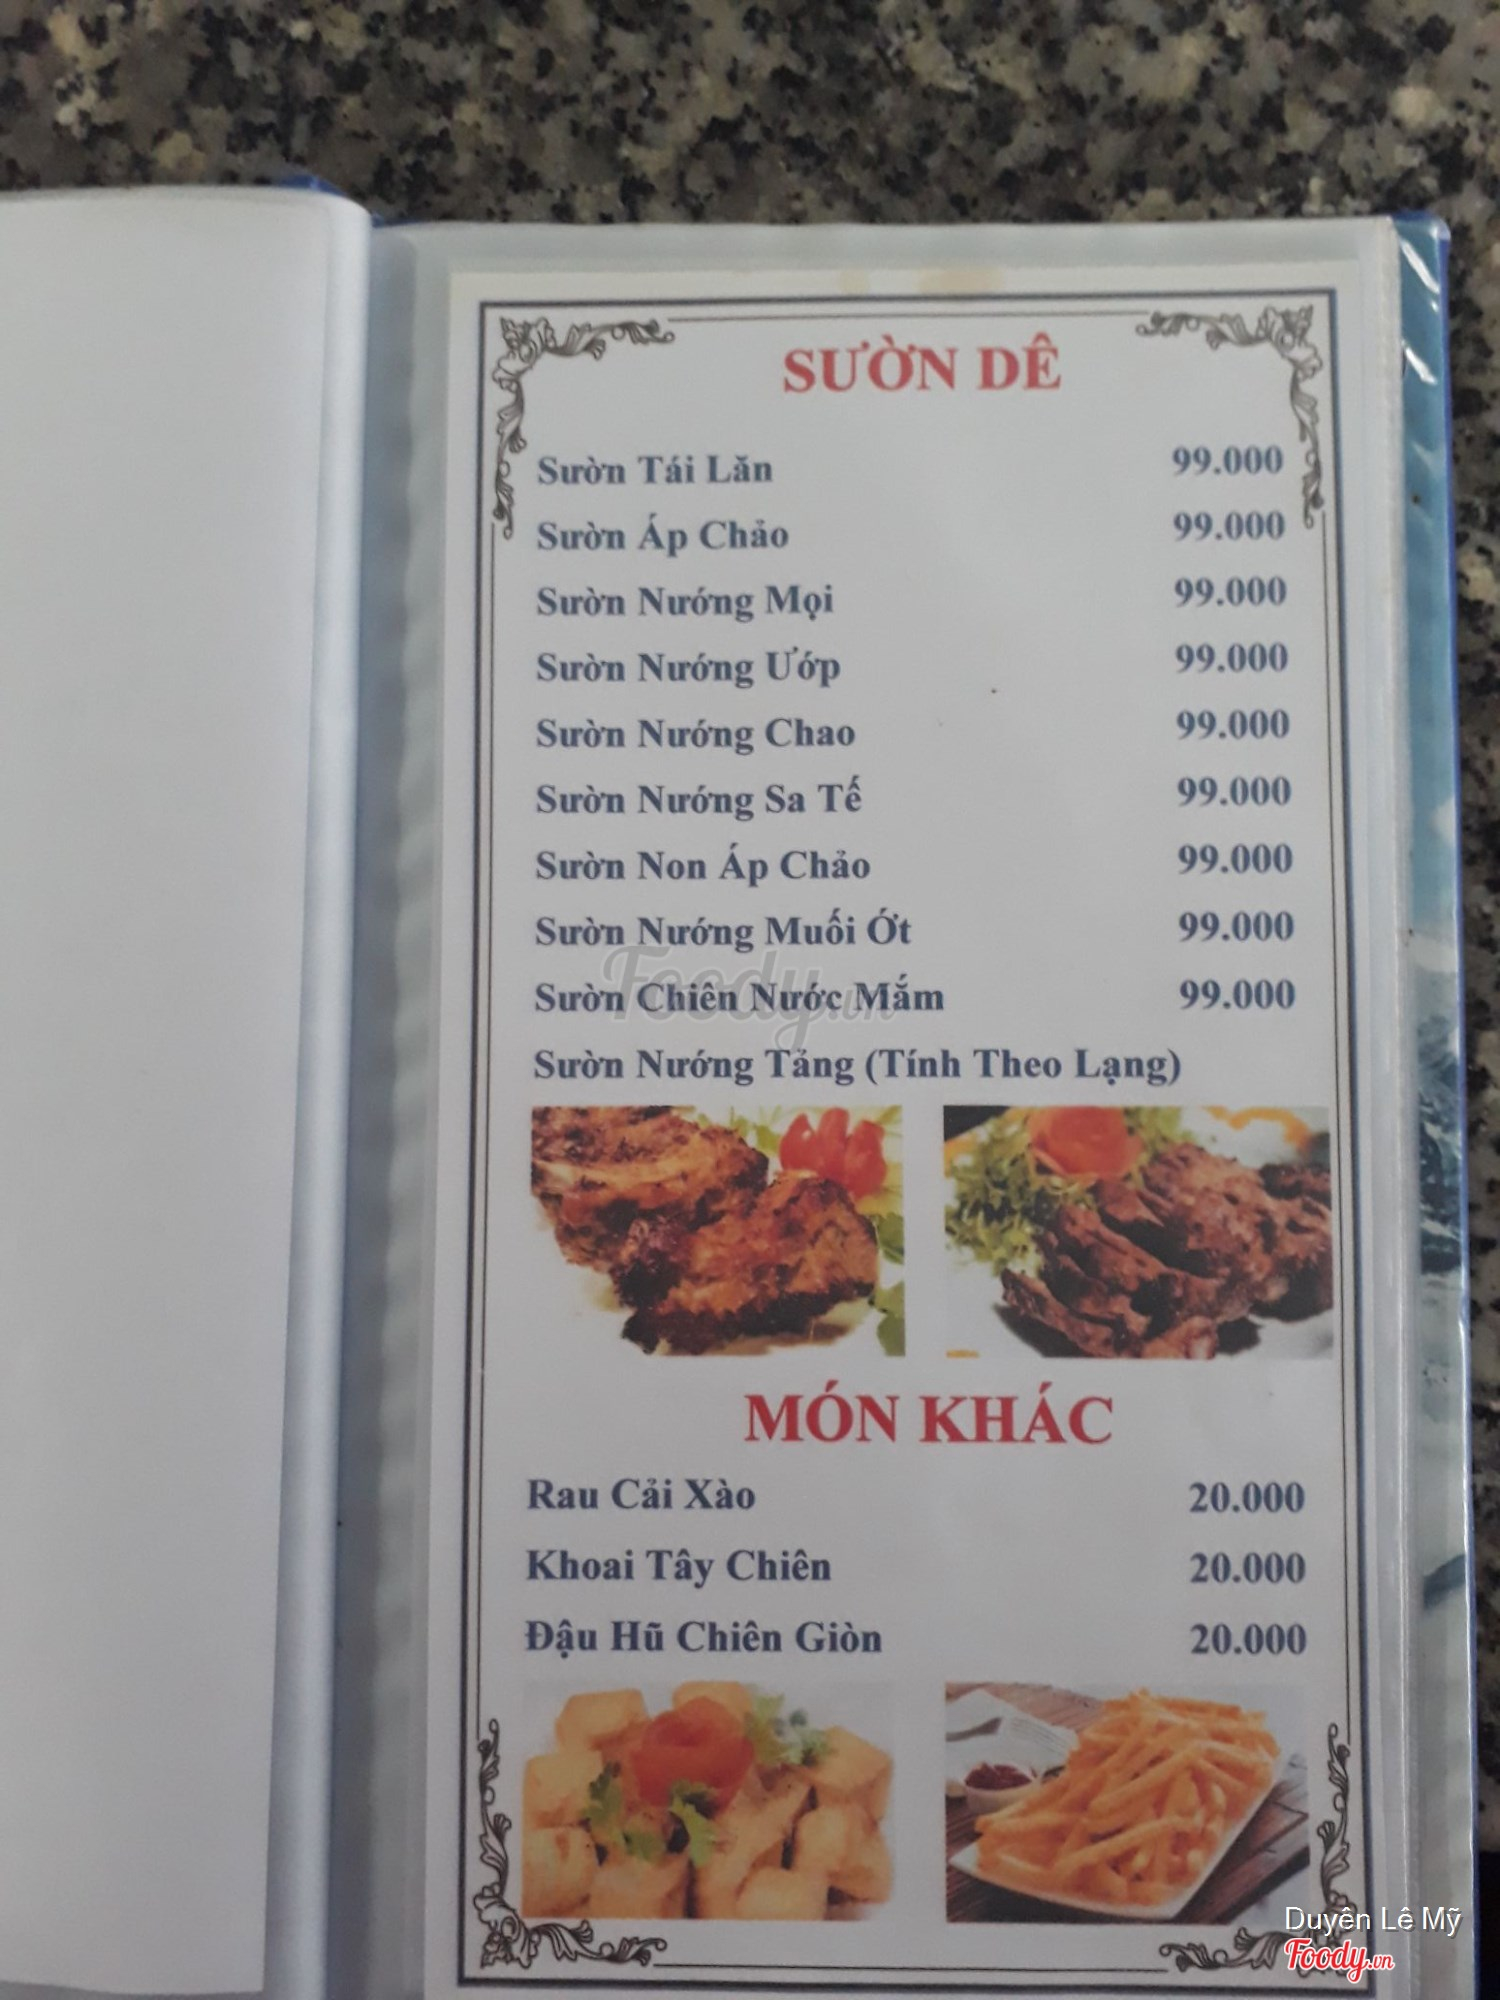 SƯỜN DÊ
Sườn Tái Lăn 99.000
Sườn Áp Chảo 99.000
Sườn Nướng Mọi 99.000
Sườn Nướng Ướp 99.000
Sườn Nướng Chao 99.000
Sườn Nướng Sa Tế 99.000
Sườn Non Áp Chảo 99.000
Sườn Nướng Muối Ớt 99.000
Sườn Chiên Nước Mắm 99.000
Foody.vn
Sườn Nướng Tảng (Tính Theo Lạng)
MÓN KHÁC
Rau Cải Xào 20.000
Khoai Tây Chiên 20.000
Đậu Hũ Chiên Giòn 20.000
Duyên Lê Mỹ
Foody.vn